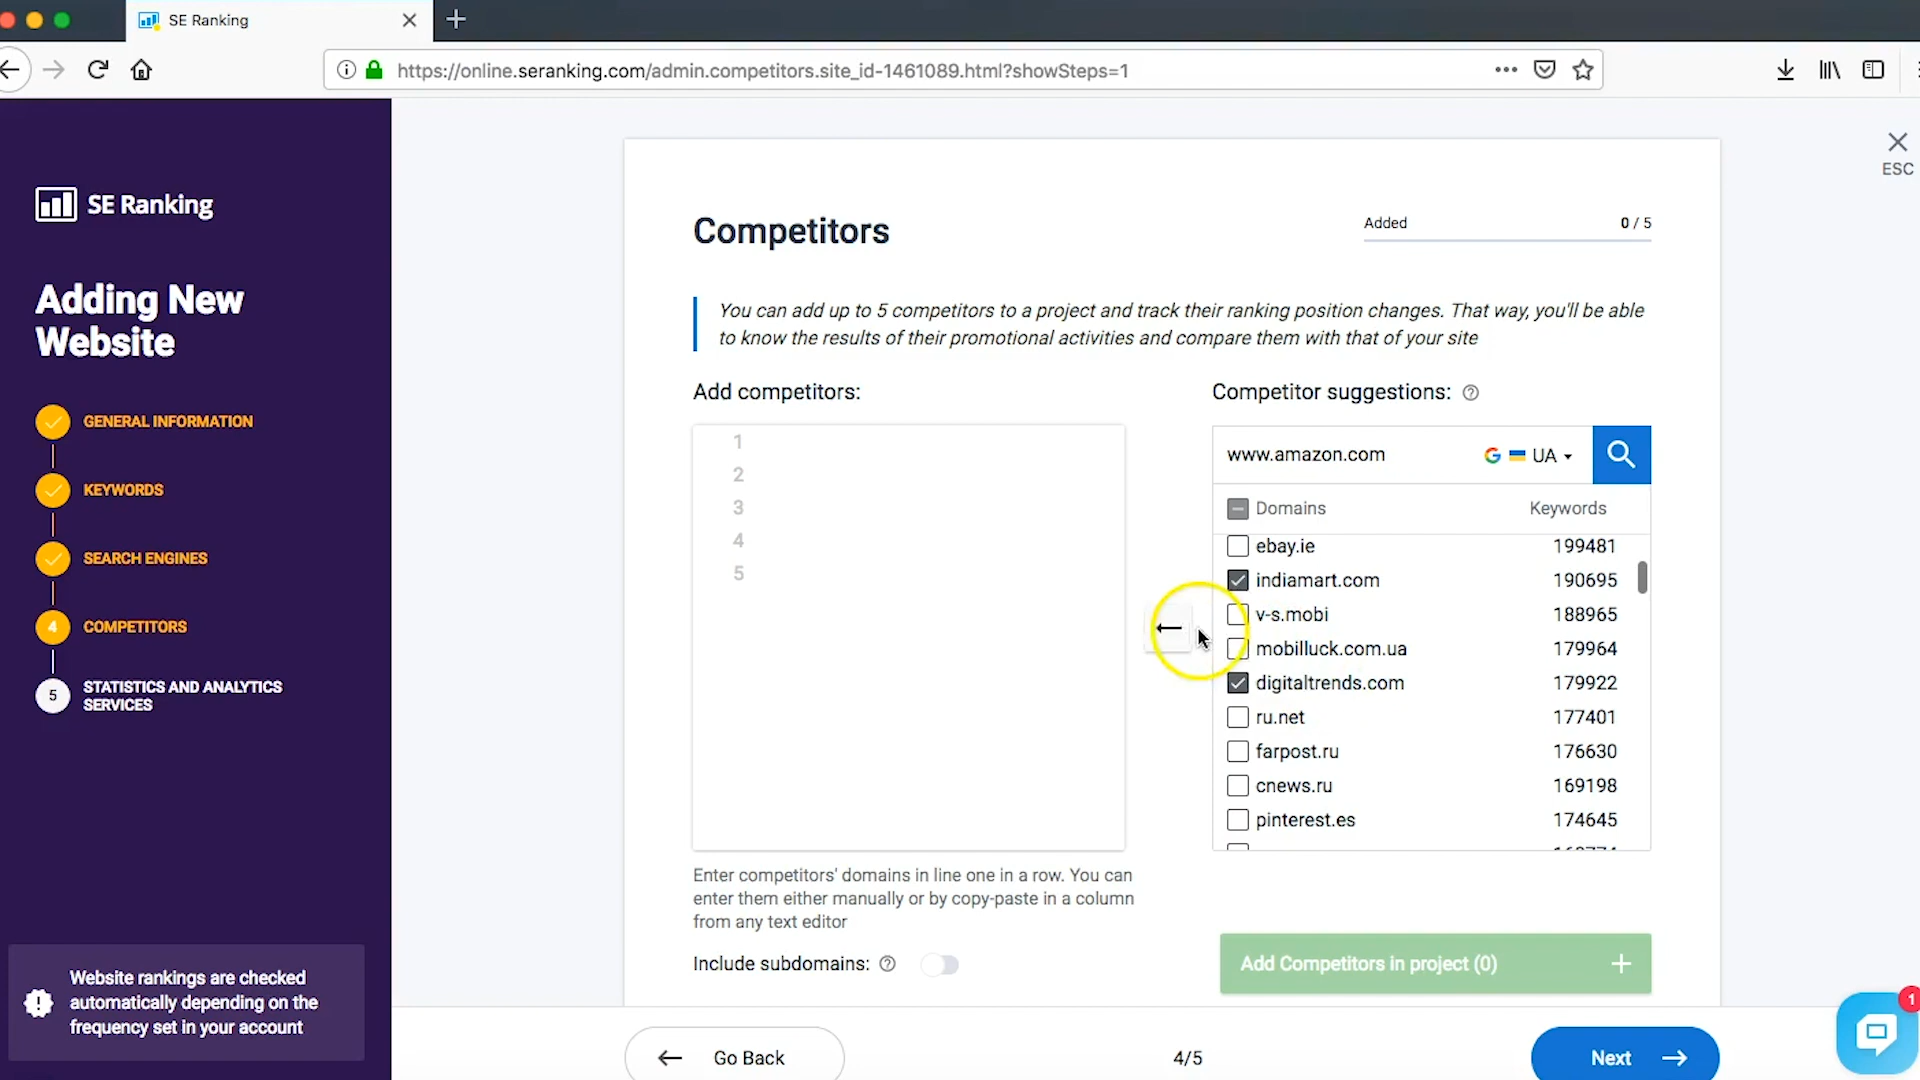 SE Ranking
https://online.seranking.com/admin.competitors.site_id-1461089.html?showSteps=1
ESC
SE Ranking
Adding New
Website
GENERAL INFORMATION
KEYWORDS
SEARCH ENGINES
4 COMPETITORS
5 STATISTICS AND ANALYTICS
SERVICES
Website rankings are checked
automatically depending on the
frequency set in your account
Competitors
Added 0 / 5
You can add up to 5 competitors to a project and track their ranking position changes. That way, you'll be able
to know the results of their promotional activities and compare them with that of your site
Add competitors:
1
2
3
4
5
Enter competitors' domains in line one in a row. You can
enter them either manually or by copy-paste in a column
from any text editor
Include subdomains: ?
Competitor suggestions: ?
www.amazon.com G UA
Domains Keywords
ebay.ie 199481
indiamart.com 190695
v-s.mobi 188965
mobilluck.com.ua 179964
digitaltrends.com 179922
ru.net 177401
farpost.ru 176630
cnews.ru 169198
pinterest.es 174645
Add Competitors in project (0) +
Go Back
4/5
Next
1